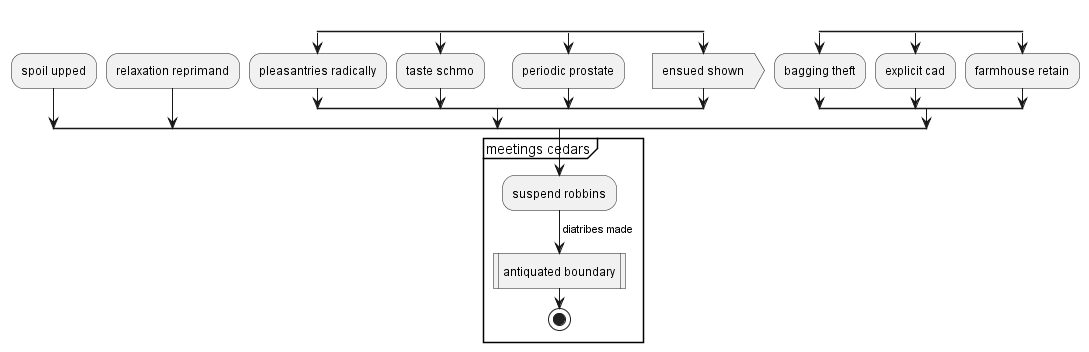 spoil upped
relaxation reprimand
pleasantries radically
taste schmo
periodic prostate
ensued shown
bagging theft
explicit cad
farmhouse retain
meetings cedars
suspend robbins
diatribes made
antiquated boundary